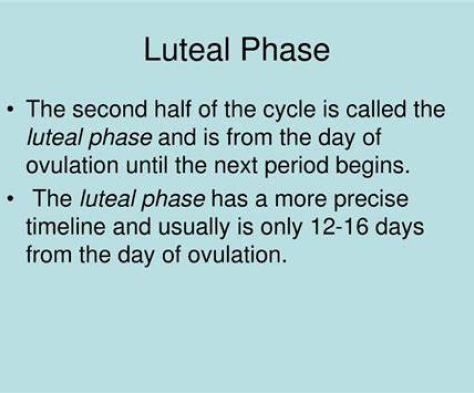 Luteal Phase
• The second half of the cycle is called the
luteal phase and is from the day of
ovulation until the next period begins.
• The luteal phase has a more precise
timeline and usually is only 12-16 days
from the day of ovulation.